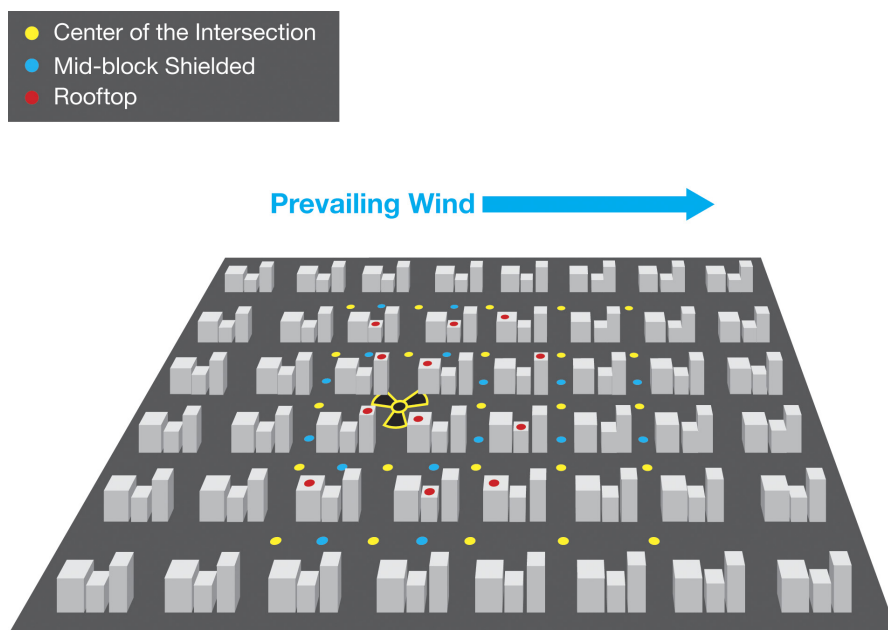 Center of the Intersection
Mid-block Shielded
Rooftop
Prevailing Wind